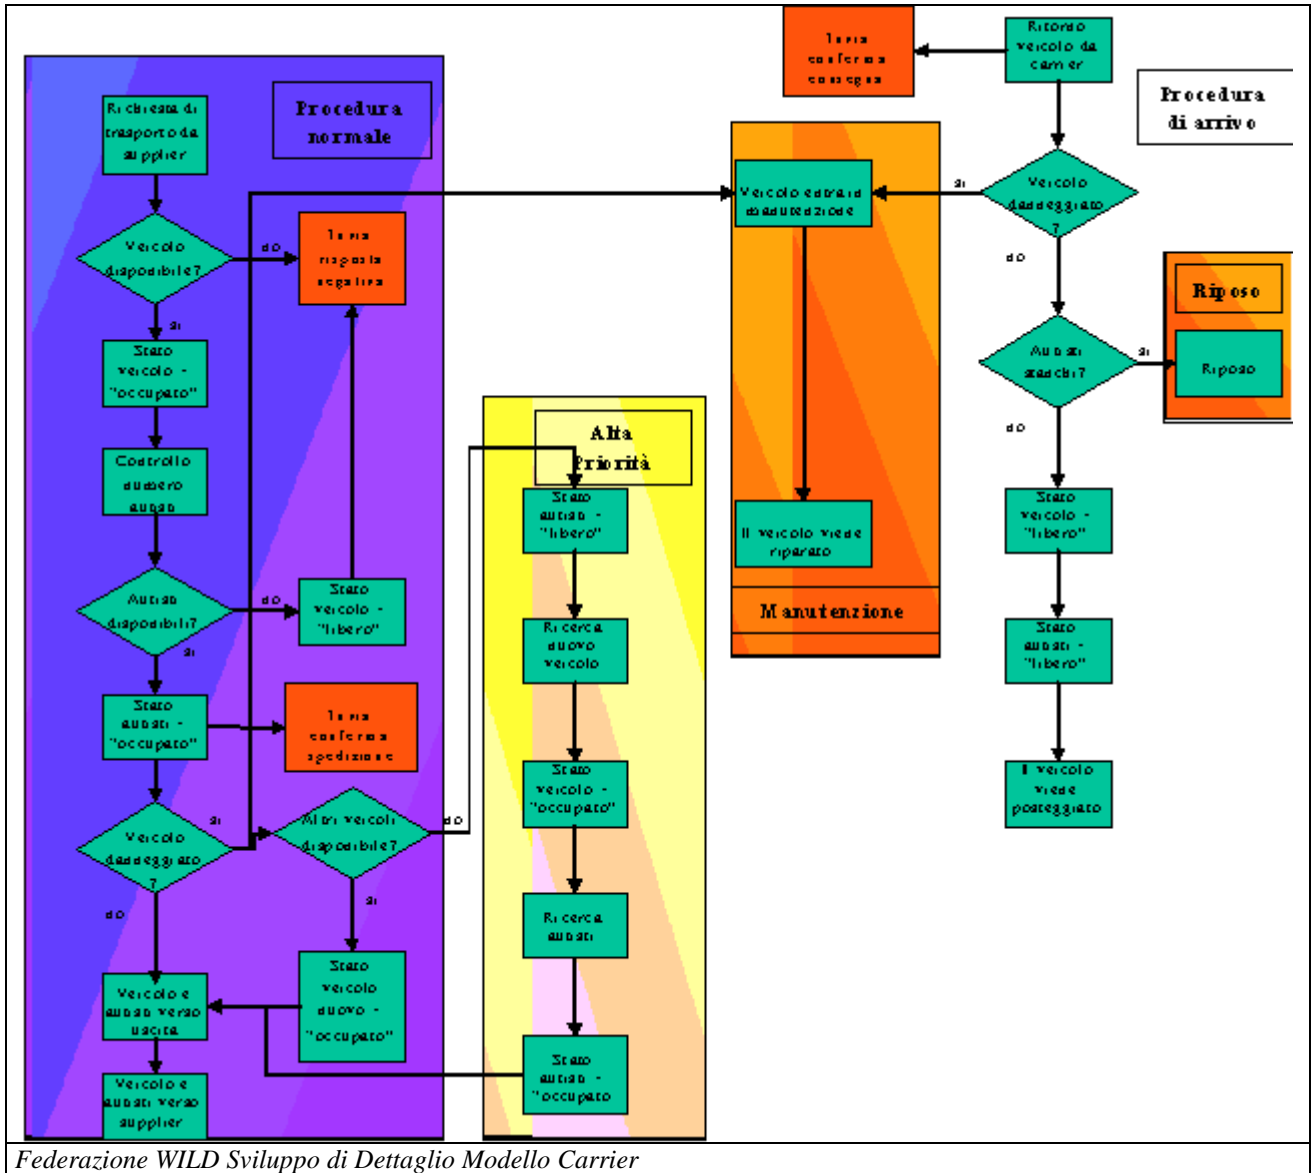 Richiesta di
trasporto da
supplier
Procedura
normale
Veicolo
disponibile?
no
Invia
risposta
negativa
si
Stato
veicolo -
"occupato"
Controllo
numero
autisti
Autisti
disponibili?
no
Stato
veicolo -
"libero"
si
Stato
autisti -
"occupato"
Invia
conferma
spedizione
Veicolo
danneggiato
?
si
no
Altri veicoli
disponibile?
no
si
Stato
veicolo
nuovo -
"occupato"
Veicolo e
autisti verso
uscita
Veicolo e
autisti verso
supplier
Alta
Priorità
Stato
autisti -
"libero"
Ricerca
nuovo
veicolo
Stato
veicolo -
"occupato"
Ricerca
autisti
Stato
autisti -
"occupato
Invia
conferma
consegna
Ritorno
veicolo da
carrier
Procedura
di arrivo
Veicolo entra in
manutenzione
Il veicolo viene
riparato
Manutenzione
si
Veicolo
danneggiato
?
no
Autisti
stanchi?
si
Riposo
Riposo
no
Stato
veicolo -
"libero"
Stato
autisti -
"libero"
Il veicolo
viene
posteggiato
Federazione WILD Sviluppo di Dettaglio Modello Carrier